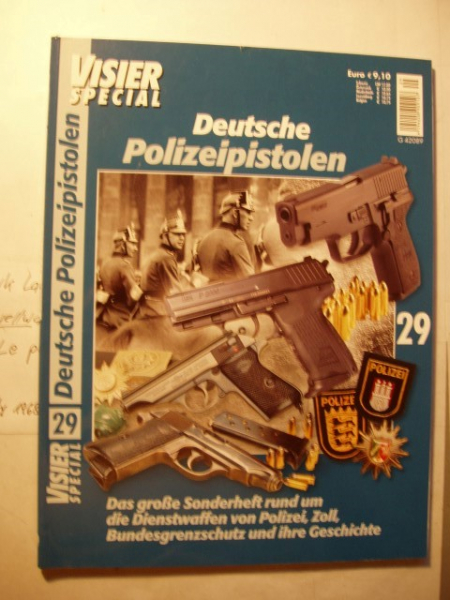 VISIER
SPECIAL
Euro € 9,10
G 42089
Deutsche
Polizeipistolen
29
POLIZEI
POLIZEI
Das große Sonderheft rund um
die Dienstwaffen von Polizei, Zoll,
Bundesgrenzschutz und ihre Geschichte
VISIER
SPECIAL
29
Deutsche Polizeipistolen